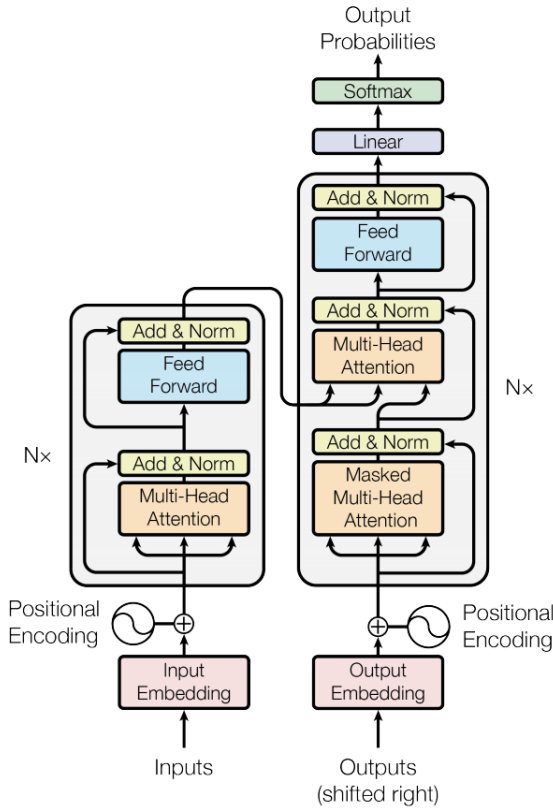 Output
Probabilities
Softmax
Linear
Add & Norm
Feed
Forward
Add & Norm
Multi-Head
Attention
Add & Norm
Masked
Multi-Head
Attention
N×
Add & Norm
Feed
Forward
Add & Norm
Multi-Head
Attention
N×
Positional
Encoding
Positional
Encoding
Input
Embedding
Output
Embedding
Inputs
Outputs
(shifted right)